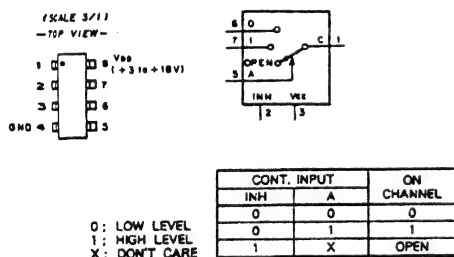 (SCALE 3/1)
—TOP VIEW—
1 8 VDD
(+3 to +18V)
2 7
3 6
GND 4 5
6 0
7 1
C 1
OPEN
5 A
INH VEE
2 3
CONT. INPUT ON CHANNEL
INH A
0 0 0
0 1 1
1 X OPEN
0 : LOW LEVEL
1 : HIGH LEVEL
X : DON'T CARE